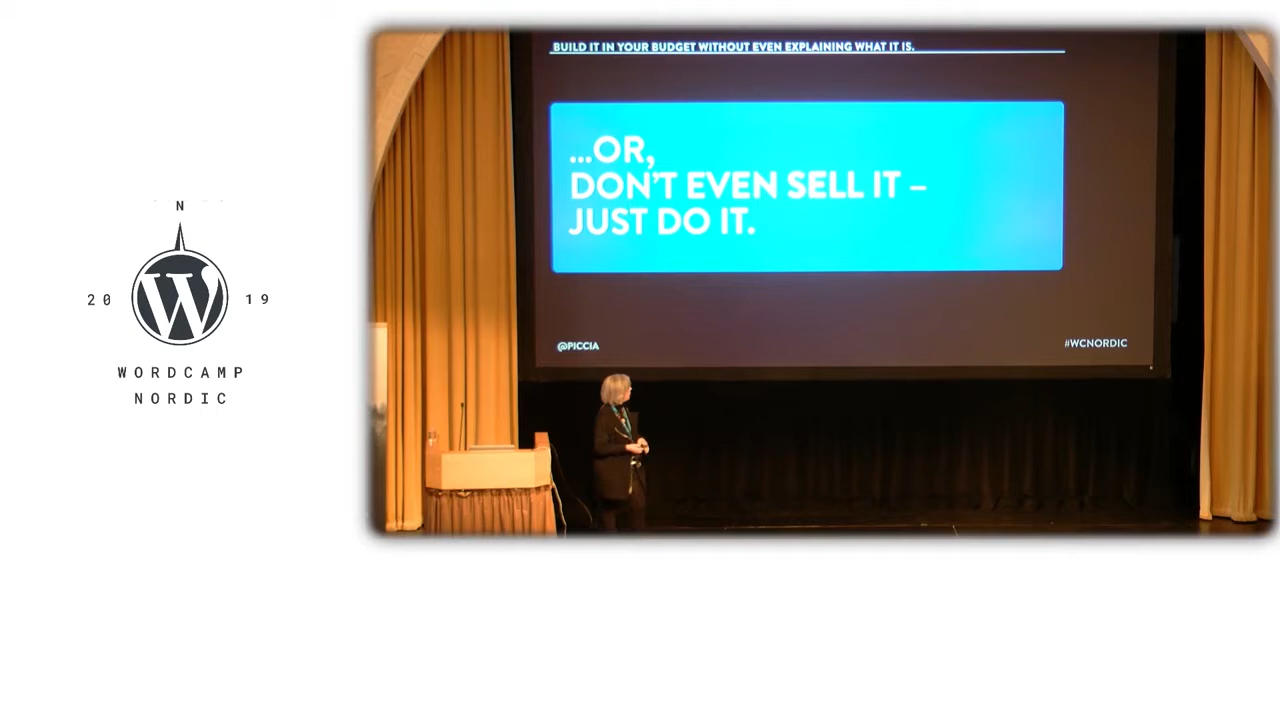 N
20 19
WORDCAMP
NORDIC
BUILD IT IN YOUR BUDGET WITHOUT EVEN EXPLAINING WHAT IT IS.
...OR,
DON'T EVEN SELL IT –
JUST DO IT.
@PICCIA
#WCNORDIC